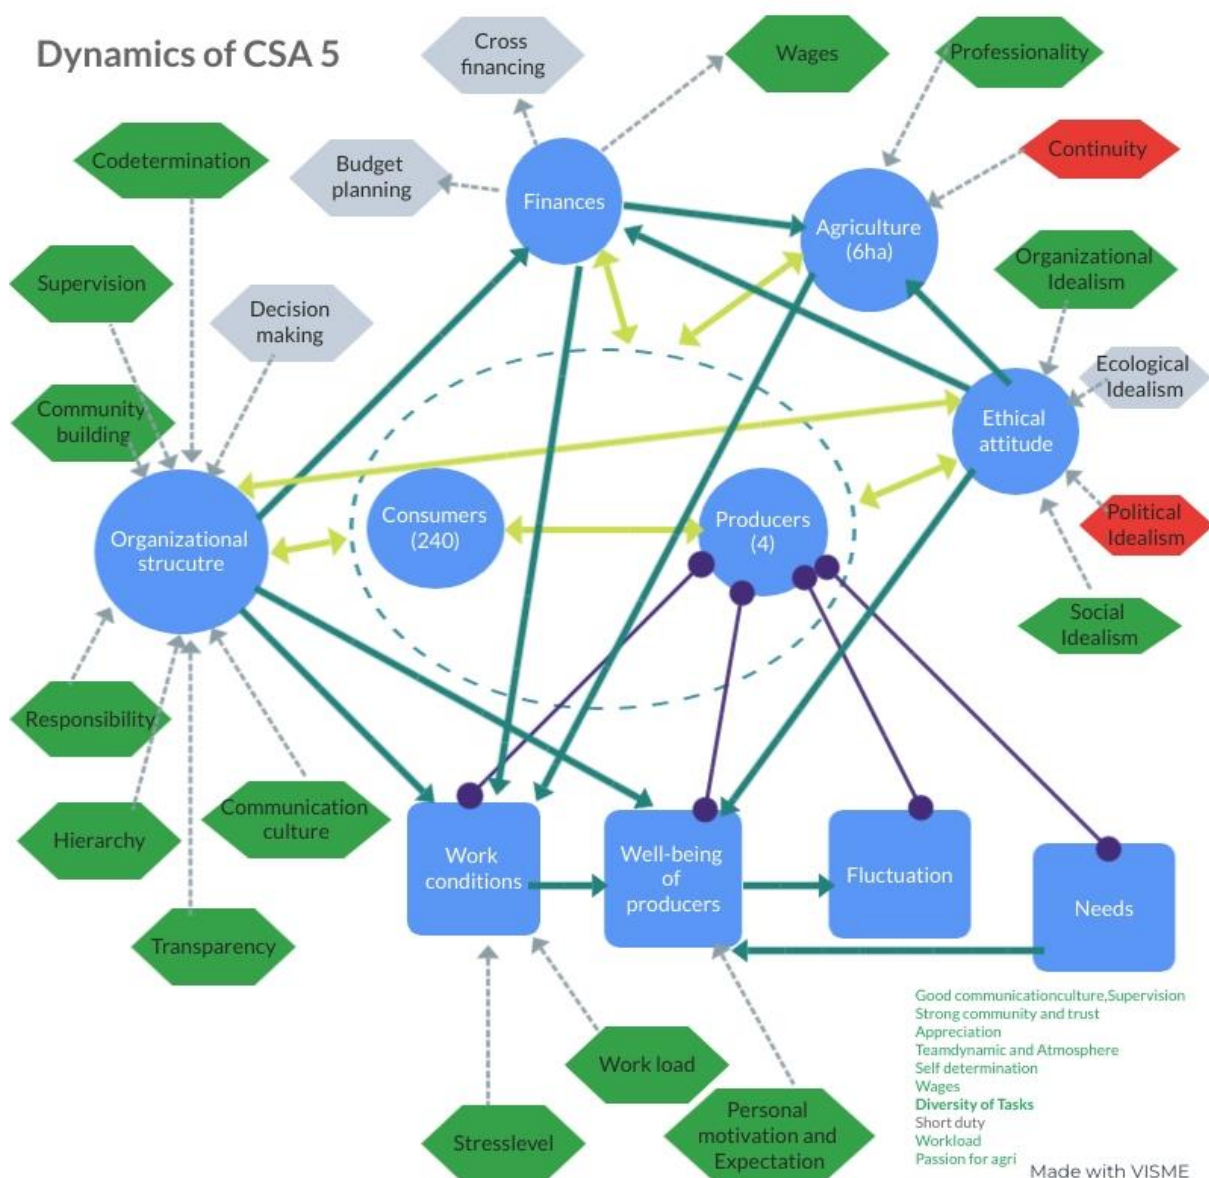 Dynamics of CSA 5
Cross
financing
Wages
Professionality
Codetermination
Budget
planning
Continuity
Finances
Agriculture
(6ha)
Supervision
Organizational
Idealism
Decision
making
Ecological
Idealism
Community
building
Ethical
attitude
Consumers
(240)
Producers
(4)
Political
Idealism
Organizational
strucutre
Social
Idealism
Responsibility
Communication
culture
Hierarchy
Work
conditions
Well-being
of
producers
Fluctuation
Needs
Transparency
Good communicationculture,Supervision
Strong community and trust
Appreciation
Teamdynamic and Atmosphere
Self determination
Wages
Diversity of Tasks
Short duty
Workload
Passion for agri
Work load
Stresslevel
Personal
motivation and
Expectation
Made with VISME